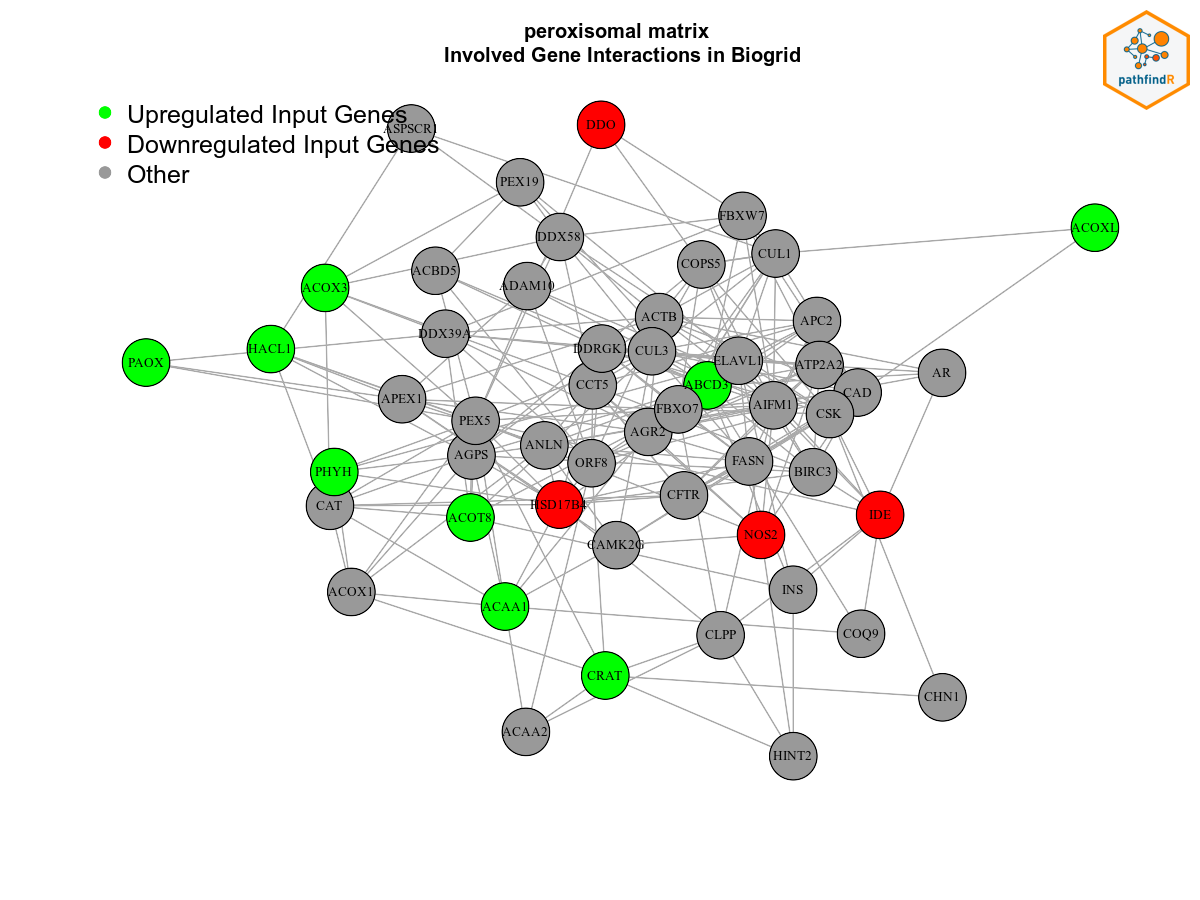 peroxisomal matrix
Involved Gene Interactions in Biogrid
pathfindR
Upregulated Input Genes
Downregulated Input Genes
Other
ASPSCR1
DDO
PEX19
FBXW7
ACOXL
DDX58
CUL1
COPS5
ACBD5
ADAM10
ACOX3
ACTB
APC2
DDX39A
HACL1
DDRGK
CUL3
PAOX
ELAVL1
ATP2A2
AR
CCT5
ABCD3
CAD
APEX1
FBXO7
AIFM1
CSK
PEX5
AGR2
ANLN
AGPS
ORF8
FASN
PHYH
BIRC3
CFTR
CAT
HSD17B4
ACOT8
IDE
NOS2
CAMK2G
ACOX1
INS
ACAA1
CLPP
COQ9
CRAT
CHN1
ACAA2
HINT2